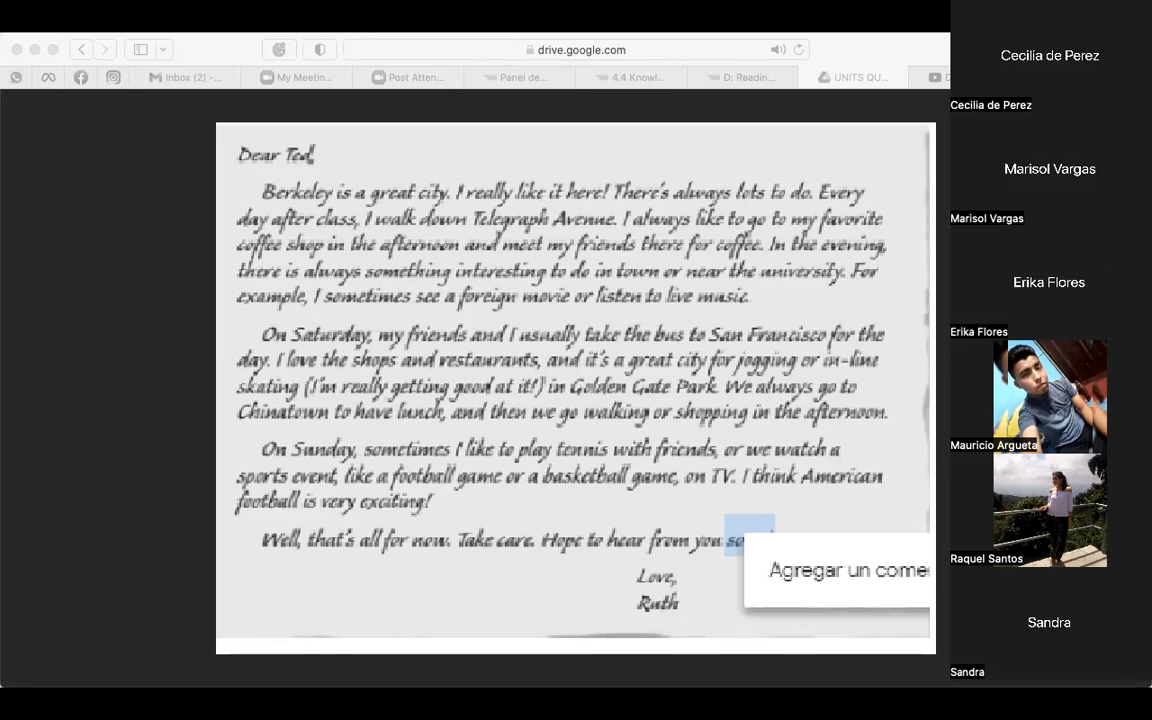 drive.google.com
Inbox (2) -...
My Meetin...
Post Atten...
Panel de...
4.4 Knowl...
D: Readin...
UNITS QU...
D
Dear Ted,
Berkeley is a great city. I really like it here! There's always lots to do. Every
day after class, I walk down Telegraph Avenue. I always like to go to my favorite
coffee shop in the afternoon and meet my friends there for coffee. In the evening,
there is always something interesting to do in town or near the university. For
example, I sometimes see a foreign movie or listen to live music.
On Saturday, my friends and I usually take the bus to San Francisco for the
day. I love the shops and restaurants, and it's a great city for jogging or in-line
skating (I'm really getting good at it!) in Golden Gate Park. We always go to
Chinatown to have lunch, and then we go walking or shopping in the afternoon.
On Sunday, sometimes I like to play tennis with friends, or we watch a
sports event, like a football game or a basketball game, on TV. I think American
football is very exciting!
Well, that's all for now. Take care. Hope to hear from you
Agregar un come
Love,
Ruth
Cecilia de Perez
Cecilia de Perez
Marisol Vargas
Marisol Vargas
Erika Flores
Erika Flores
Mauricio Argueta
Raquel Santos
Sandra
Sandra